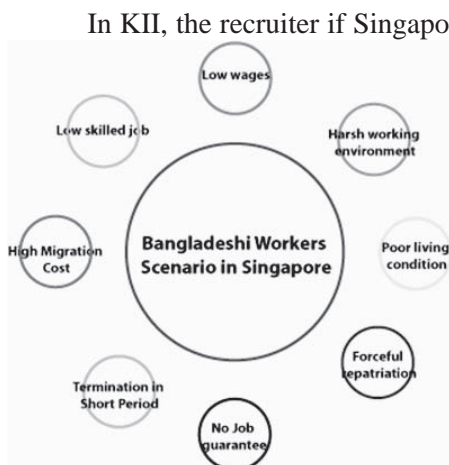 In KII, the recruiter if Singapo
Low wages
Low skilled job
Harsh working
environment
High Migration
Cost
Bangladeshi Workers
Scenario in Singapore
Poor living
condition
Forceful
repatriation
Termination in
Short Period
No Job
guarantee